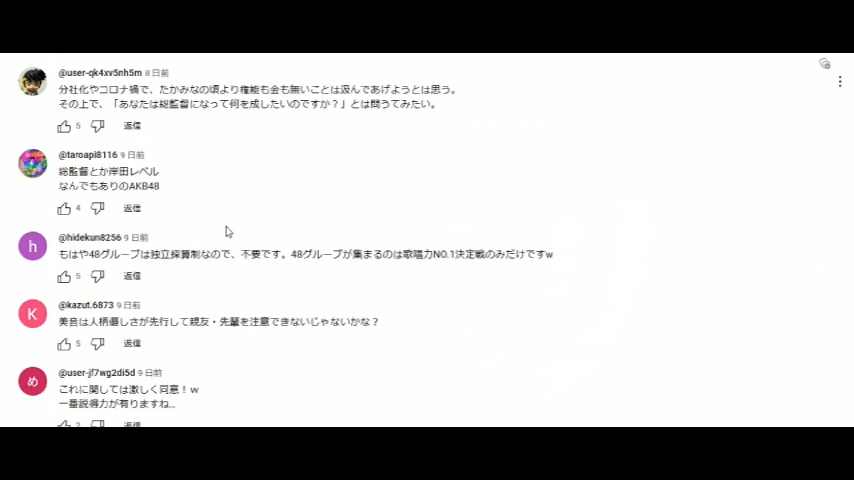 @user-qk4xv5nh5m 8日前
分社化やコロナ禍で、たかみなの頃より権能も会も無いことは汲んであげようとは思う。
その上で、「あなたは総監督になって何を成したいのですか？」とは問うてみたい。
5 返信
@taroapi8116 9日前
総監督とか岸田レベル
なんでもありのAKB48
4 返信
h
@hidekun8256 9日前
もはや48グループは独立採算制なので、不要です。48グループが集まるのは歌唱力NO.1決定戦のみだけですw
5 返信
K
@kazut.6873 9日前
美音は人柄優しさが先行して親友・先輩を注意できないじゃないかな？
5 返信
め
@user-jf7wg2di5d 9日前
これに関しては激しく同意！ｗ
一番説得力が有りますね...
2 返信